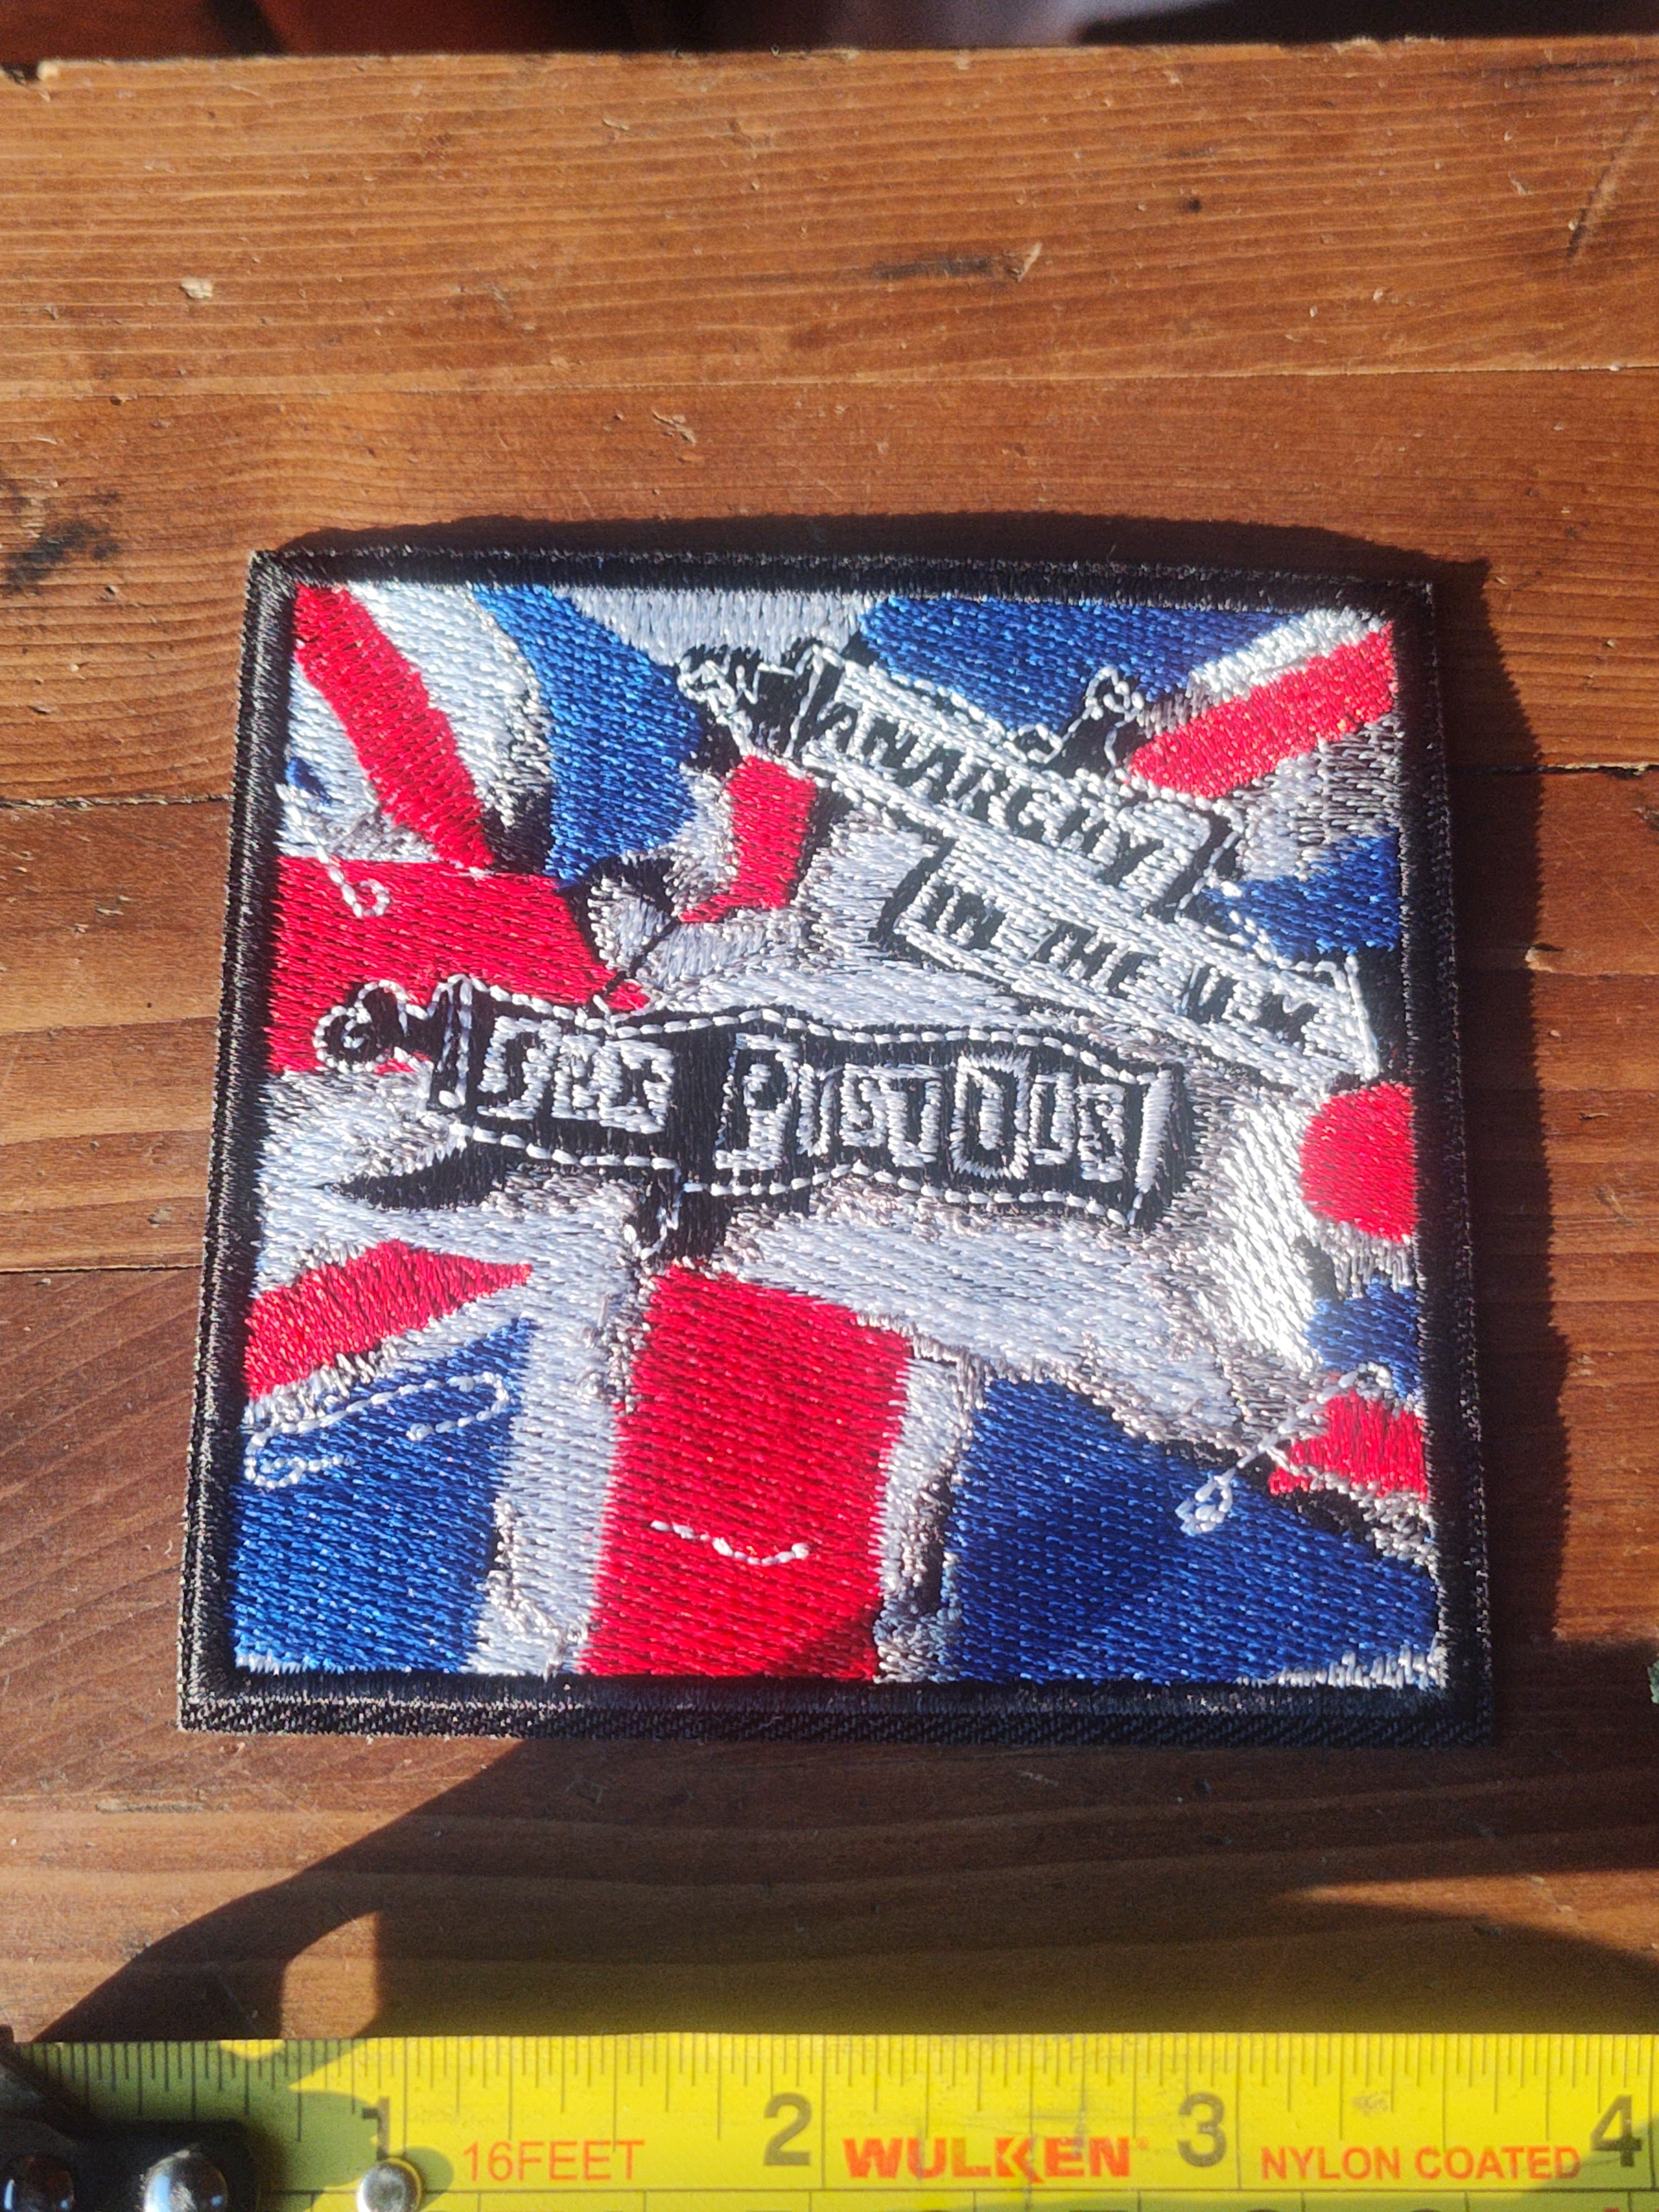 ANARCHY
IN THE U.K
SEX PISTOLS
1 2 3 4
16FEET WULKEN NYLON COATED